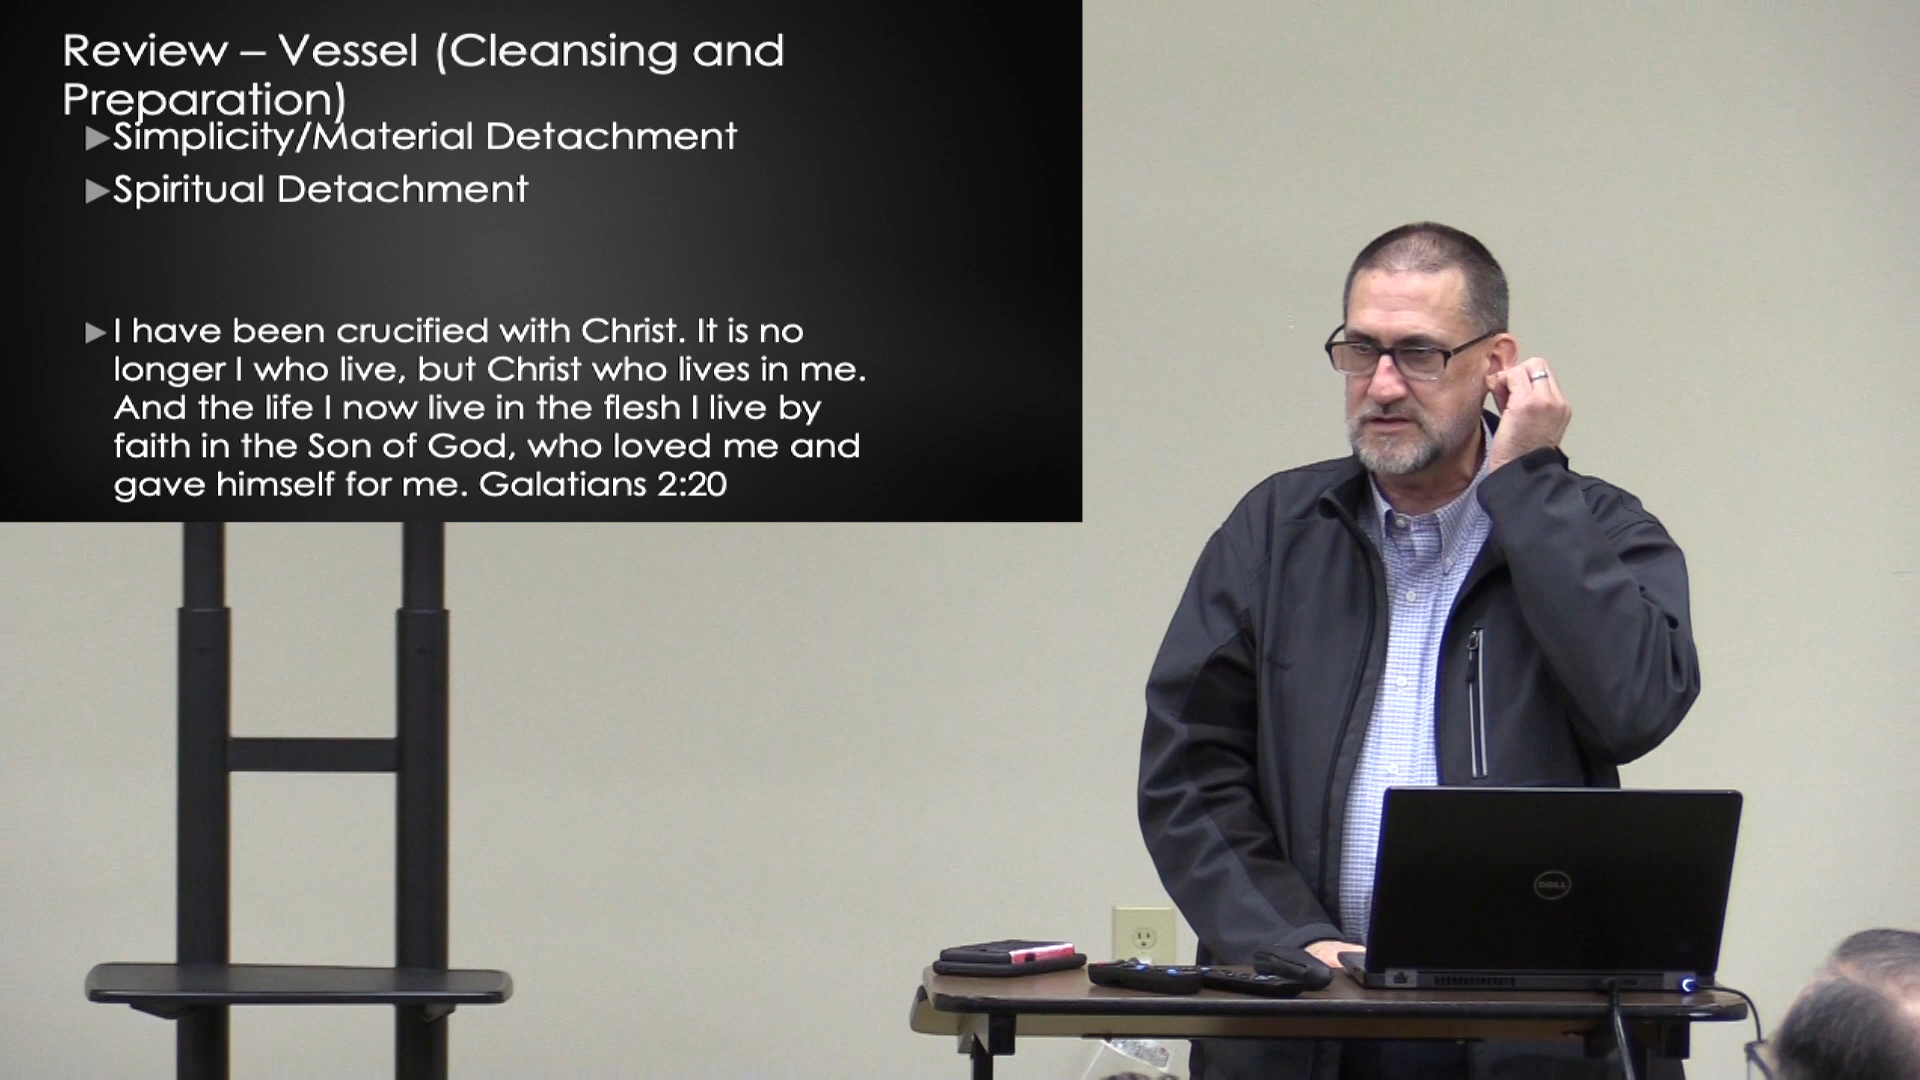 Review – Vessel (Cleansing and
Preparation)
Simplicity/Material Detachment
Spiritual Detachment
I have been crucified with Christ. It is no
longer I who live, but Christ who lives in me.
And the life I now live in the flesh I live by
faith in the Son of God, who loved me and
gave himself for me. Galatians 2:20
DELL